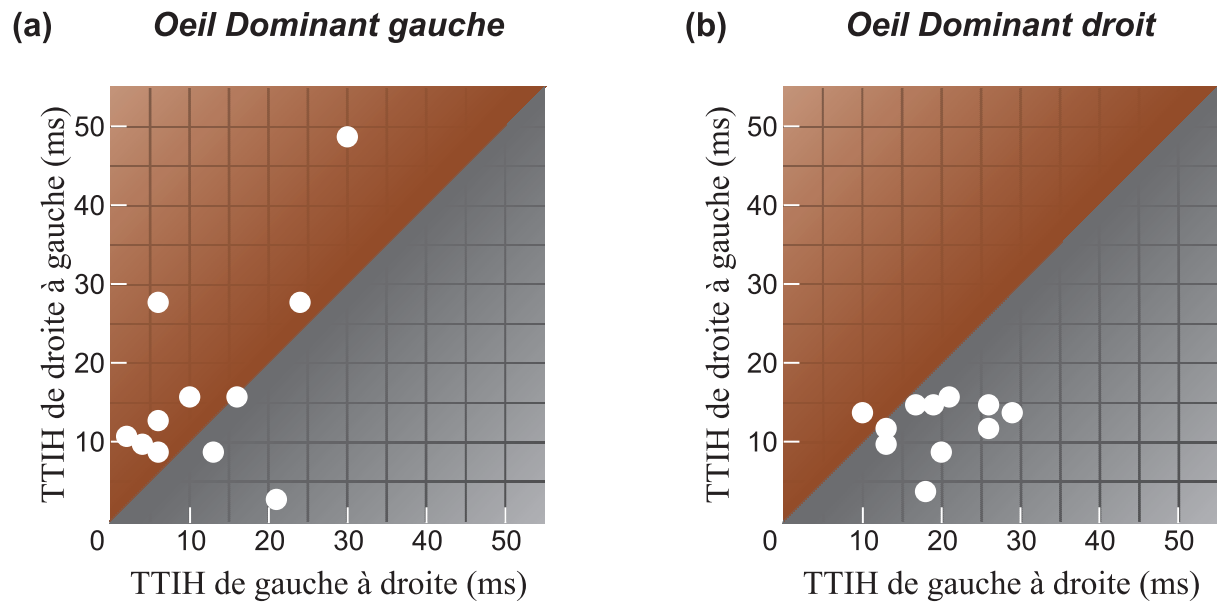 (a) Oeil Dominant gauche
TTIH de droite à gauche (ms)
50
40
30
20
10
0 10 20 30 40 50
TTIH de gauche à droite (ms)
(b) Oeil Dominant droit
TTIH de droite à gauche (ms)
50
40
30
20
10
0 10 20 30 40 50
TTIH de gauche à droite (ms)